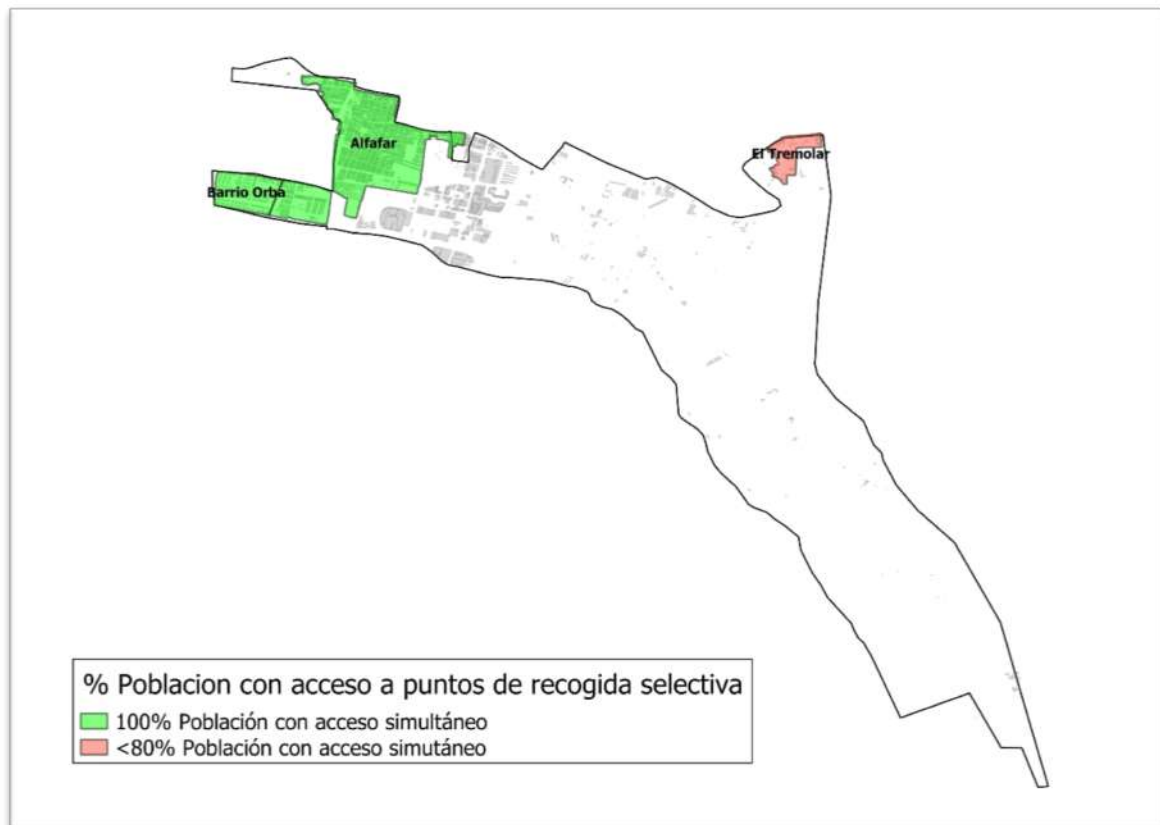 Alfafar
El Tremolar
Barrio Orba
% Poblacion con acceso a puntos de recogida selectiva
100% Población con acceso simultáneo
<80% Población con acceso simutáneo